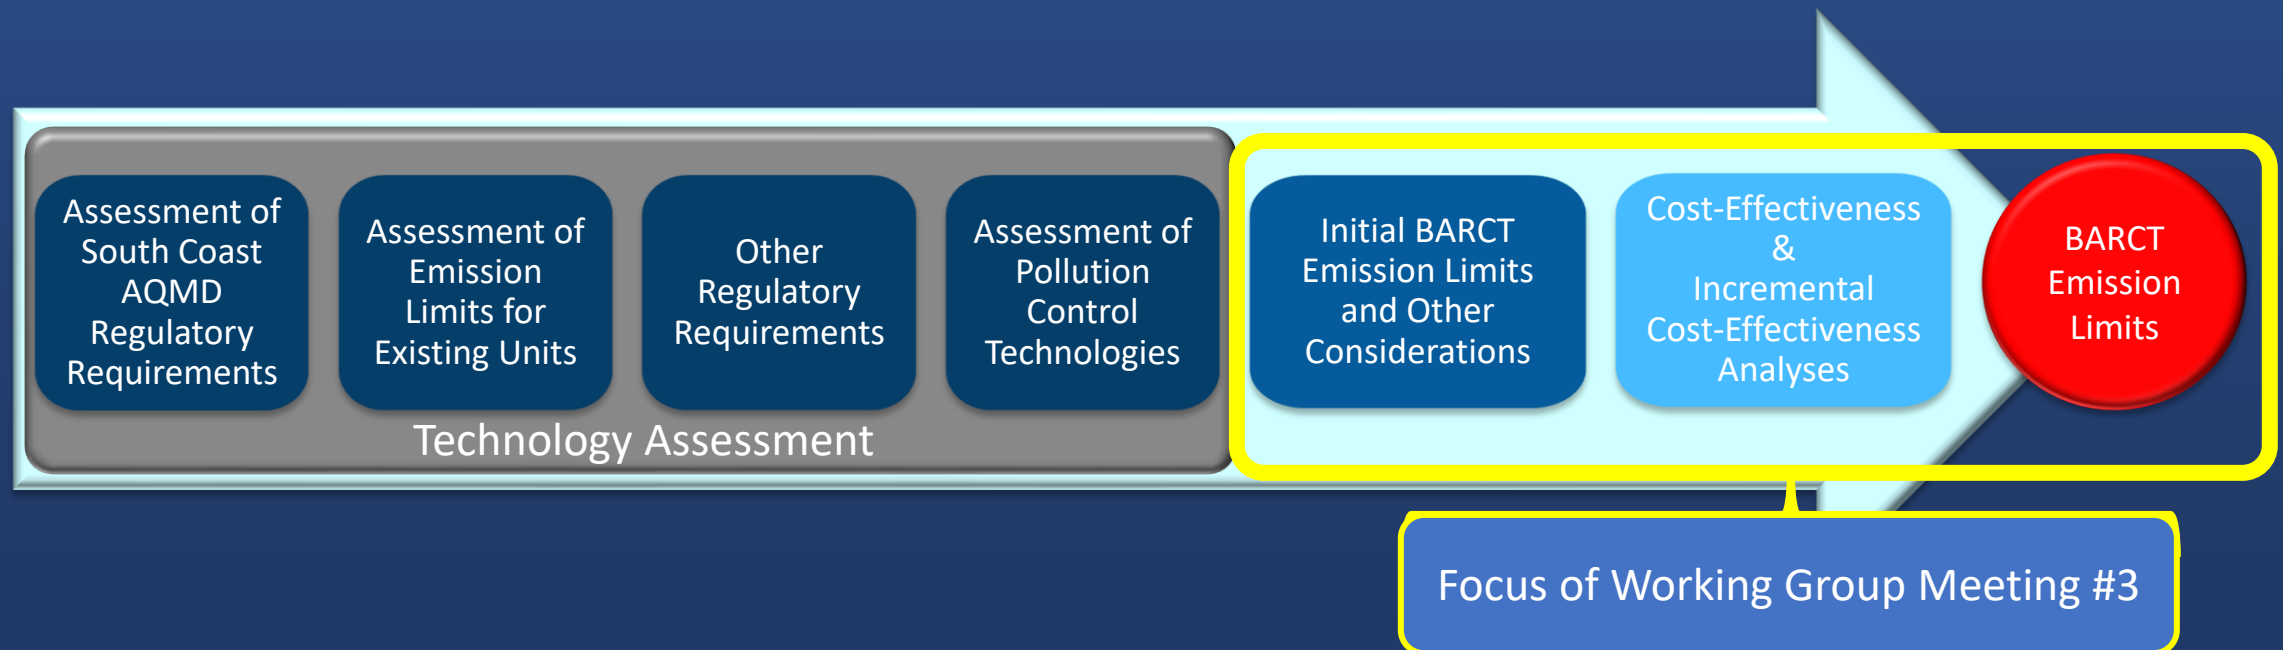 Assessment of
South Coast
AQMD
Regulatory
Requirements
Assessment of
Emission
Limits for
Existing Units
Other
Regulatory
Requirements
Assessment of
Pollution
Control
Technologies
Technology Assessment
Initial BARCT
Emission Limits
and Other
Considerations
Cost-Effectiveness
&
Incremental
Cost-Effectiveness
Analyses
BARCT
Emission
Limits
Focus of Working Group Meeting #3